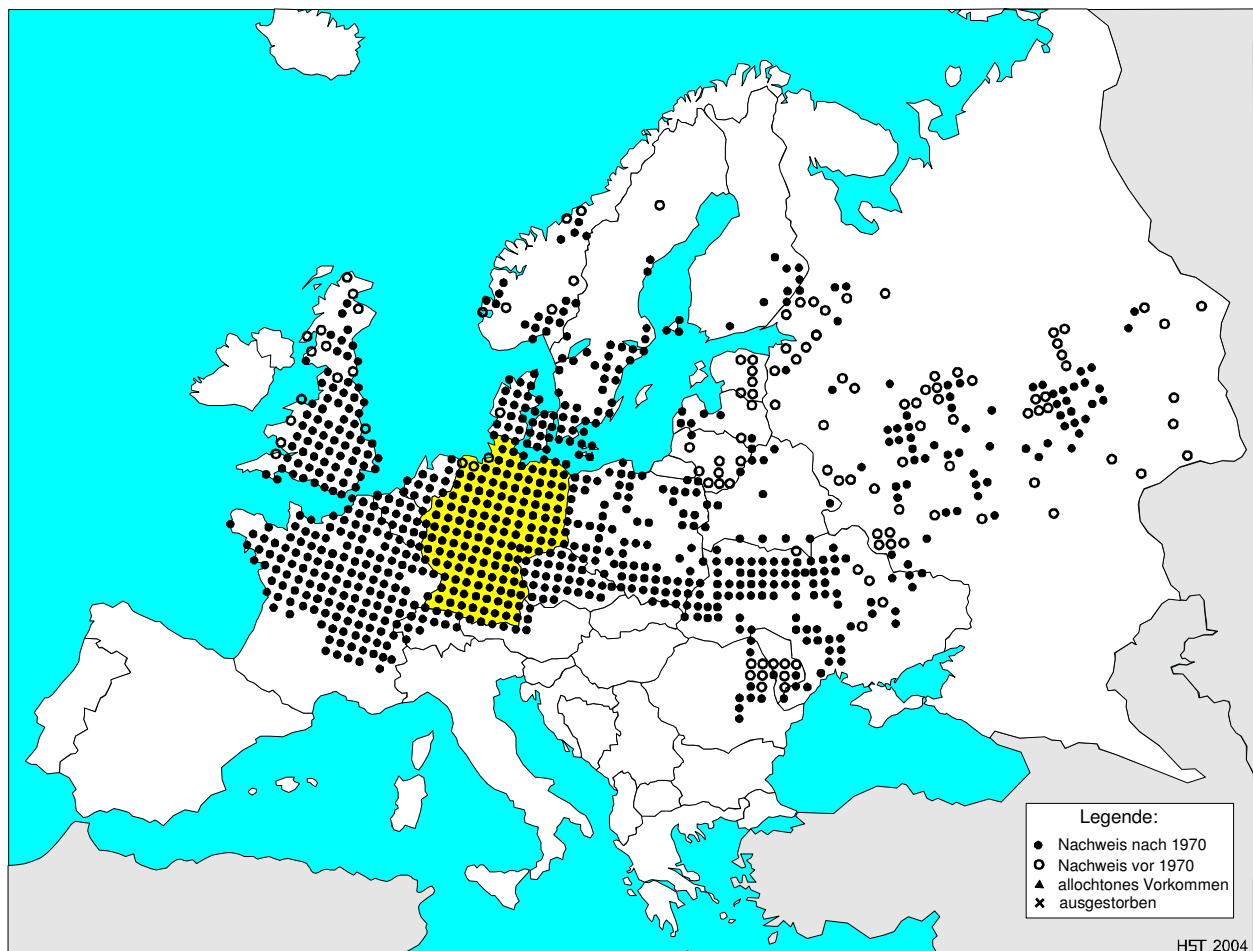 Legende:
Nachweis nach 1970
Nachweis vor 1970
allochtones Vorkommen
ausgestorben
HST 2004